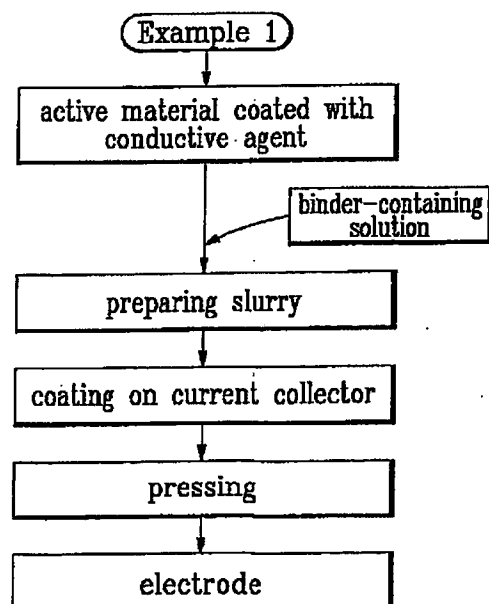 Example 1
active material coated with
conductive agent
binder-containing
solution
preparing slurry
coating on current collector
pressing
electrode